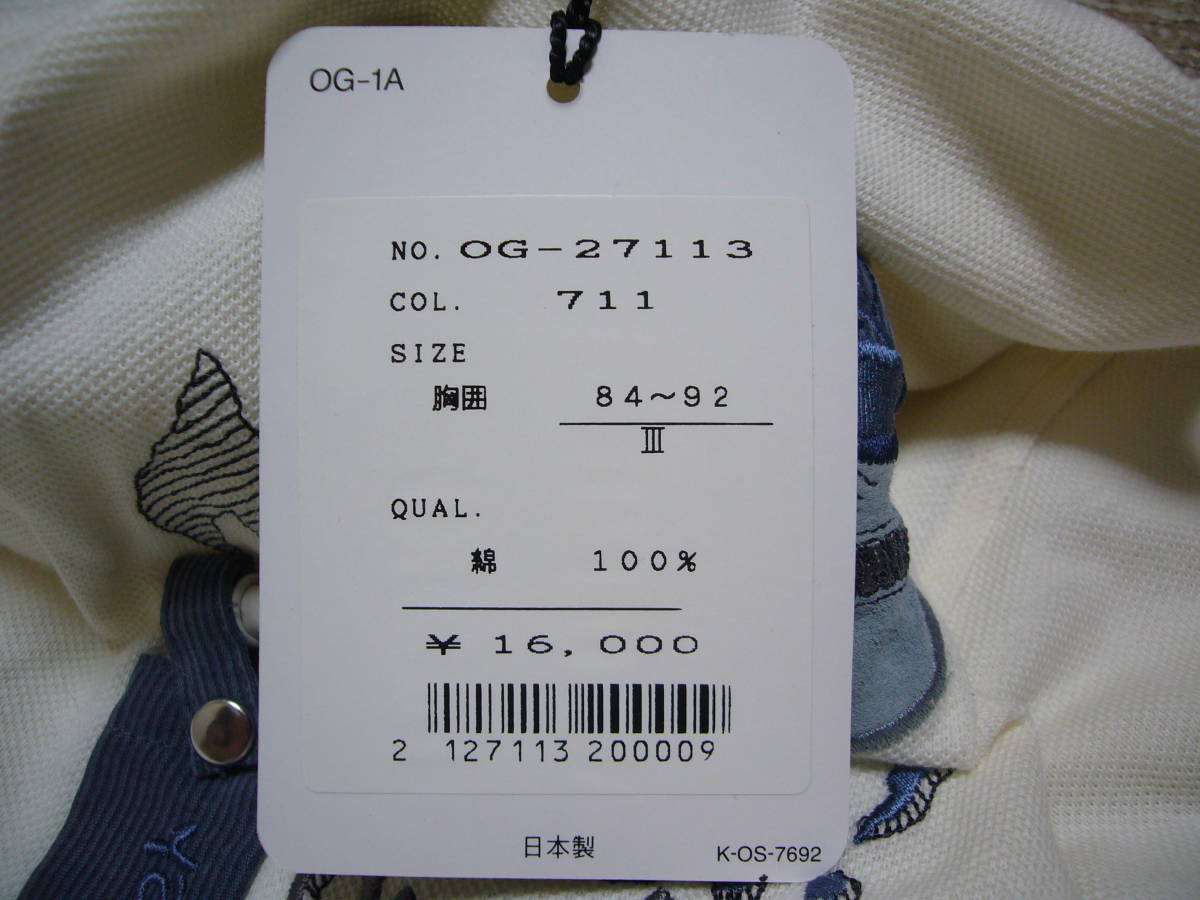 OG-1A
NO. OG-27113
COL. 711
SIZE
胸囲 84～92
Ⅲ
QUAL.
綿 100%
¥ 16,000
2 127113 200009
日本製
K-OS-7692